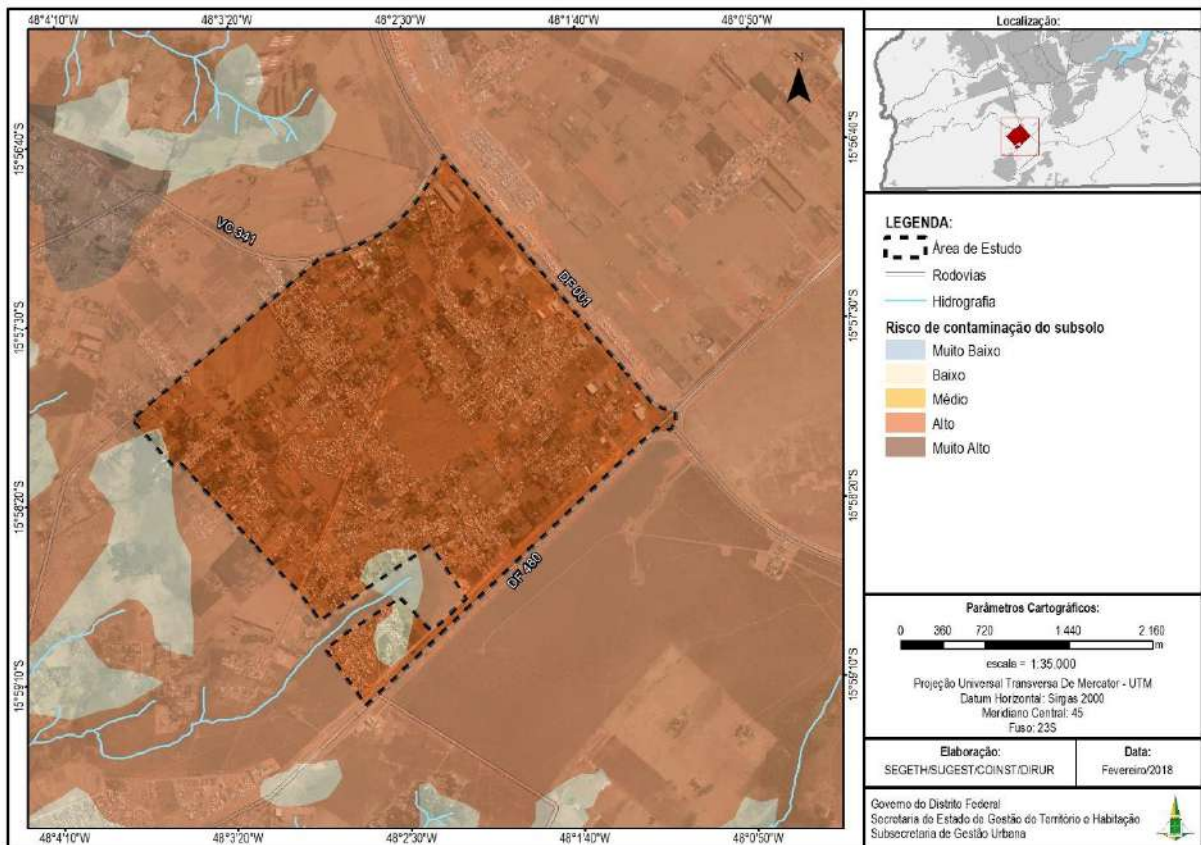 48°4'10"W
48°3'20"W
48°2'30"W
48°1'40"W
48°0'50"W
15°56'40"S
15°57'30"S
15°58'20"S
15°59'10"S
15°56'40"S
15°57'30"S
15°58'20"S
15°59'10"S
N
VC 341
DF 001
DF 480
48°4'10"W
48°3'20"W
48°2'30"W
48°1'40"W
48°0'50"W
Localização:
LEGENDA:
Área de Estudo
Rodovias
Hidrografia
Risco de contaminação do subsolo
Muito Baixo
Baixo
Médio
Alto
Muito Alto
Parâmetros Cartográficos:
0 360 720 1.440 2.160
m
escala = 1:35.000
Projeção Universal Transversa De Mercator - UTM
Datum Horizontal: Sirgas 2000
Meridiano Central: 45
Fuso: 23S
Elaboração:
SEGETH/SUGEST/COINST/DIRUR
Data:
Fevereiro/2018
Governo do Distrito Federal
Secretaria de Estado de Gestão do Território e Habitação
Subsecretaria de Gestão Urbana